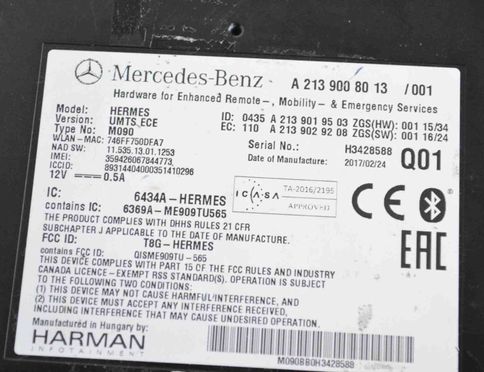 Mercedes-Benz A 213 900 80 13 / 001
Hardware for Enhanced Remote-, Mobility- & Emergency Services
Model: HERMES
Version: UMTS ECE
Type No: M090
WLAN-MAC: 746FF750DFA7
NAD SW: 11.535.13.01.1253
IMEI: 359426067844773,
ICCID: 89314404000351410296
12V 0.5A
ID: 0435 A 213 901 95 03 ZGS(HW): 001 15/34
EC: 110 A 213 902 92 08 ZGS(SW): 001 16/24
Serial No.: H3428588
Date of Manufacture: 2017/02/24
Q01
ICASA
TA-2016/2195
APPROVED
CE
EAC
IC: 6434A-HERMES
contains IC: 6369A-ME909TU565
THE PRODUCT COMPLIES WITH DHHS RULES 21 CFR
SUBCHAPTER J APPLICABLE TO THE DATE OF MANUFACTURE.
FCC ID: T8G-HERMES
contains FCC ID: QISME909TU-565
THIS DEVICE COMPLIES WITH PART 15 OF THE FCC RULES AND INDUSTRY
CANADA LICENCE - EXEMPT RSS STANDARD(S). OPERATION IS SUBJECT
TO THE FOLLOWING TWO CONDITIONS:
(1) THIS DEVICE MAY NOT CAUSE HARMFUL INTERFERENCE, AND
(2) THIS DEVICE MUST ACCEPT ANY INTERFERENCE RECEIVED,
INCLUDING INTERFERENCE THAT MAY CAUSE UNDESIRED OPERATION.
Manufactured in Hungary by:
HARMAN
INFOTAINMENT
M090BB0H3428588